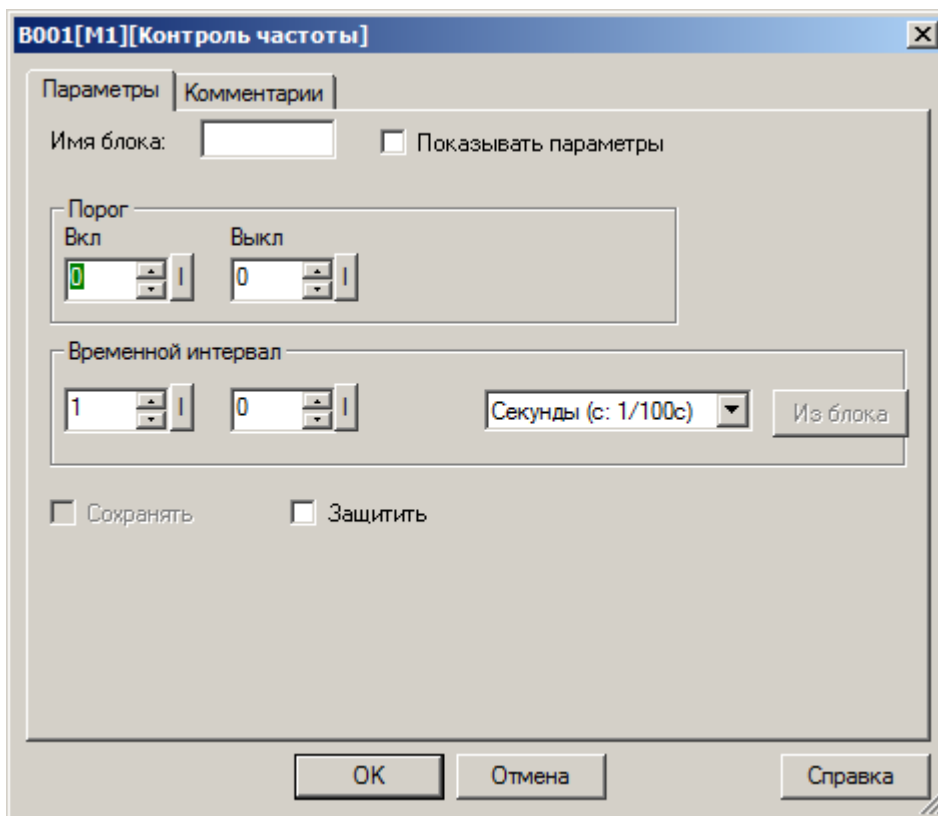 B001[M1][Контроль частоты]
Параметры Комментарии
Имя блока: Показывать параметры
Порог
Вкл Выкл
0 I 0 I
Временной интервал
1 I 0 I Секунды (с: 1/100с) Из блока
Сохранять Защитить
OK Отмена Справка